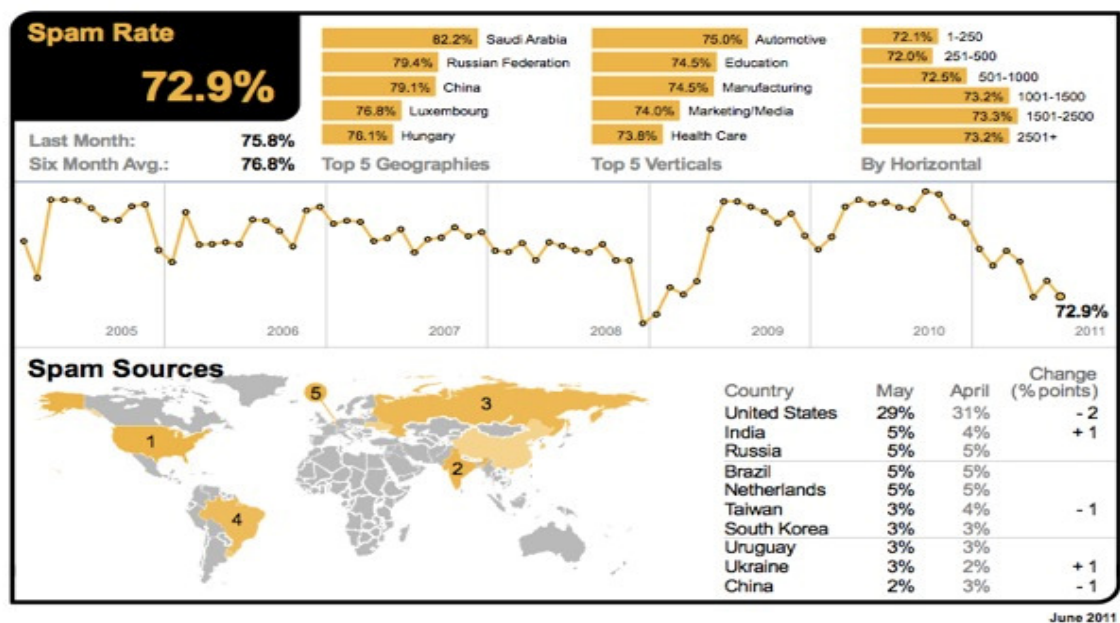 Spam Rate
72.9%
Last Month: 75.8%
Six Month Avg.: 76.8%
82.2% Saudi Arabia
79.4% Russian Federation
79.1% China
76.8% Luxembourg
76.1% Hungary
Top 5 Geographies
75.0% Automotive
74.5% Education
74.5% Manufacturing
74.0% Marketing/Media
73.8% Health Care
Top 5 Verticals
72.1% 1-250
72.0% 251-500
72.5% 501-1000
73.2% 1001-1500
73.3% 1501-2500
73.2% 2501+
By Horizontal
72.9%
2005 2006 2007 2008 2009 2010 2011
Spam Sources
1
2
3
4
5
Country May April Change (% points)
United States 29% 31% - 2
India 5% 4% + 1
Russia 5% 5%
Brazil 5% 5%
Netherlands 5% 5%
Taiwan 3% 4% - 1
South Korea 3% 3%
Uruguay 3% 3%
Ukraine 3% 2% + 1
China 2% 3% - 1
June 2011